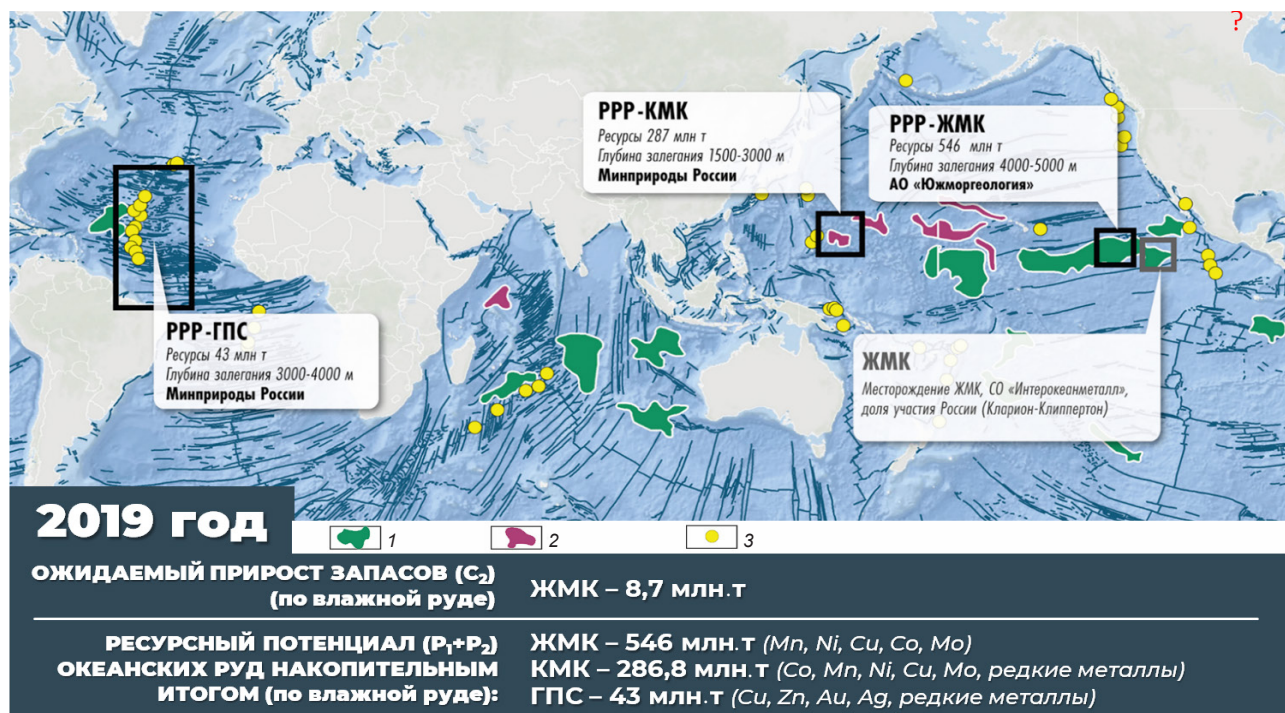 ?
РРР-КМК
Ресурсы 287 млн т
Глубина залегания 1500-3000 м
Минприроды России
РРР-ЖМК
Ресурсы 546 млн т
Глубина залегания 4000-5000 м
АО «Южморгеология»
РРР-ГПС
Ресурсы 43 млн т
Глубина залегания 3000-4000 м
Минприроды России
ЖМК
Месторождение ЖМК, СО «Интерокеанметалл»,
доля участия России (Кларион-Клиппертон)
2019 год
1
2
3
ОЖИДАЕМЫЙ ПРИРОСТ ЗАПАСОВ (С₂)
(по влажной руде)
ЖМК – 8,7 млн.т
РЕСУРСНЫЙ ПОТЕНЦИАЛ (Р₁+Р₂)
ОКЕАНСКИХ РУД НАКОПИТЕЛЬНЫМ
ИТОГОМ (по влажной руде):
ЖМК – 546 млн.т (Mn, Ni, Cu, Co, Mo)
КМК – 286,8 млн.т (Co, Mn, Ni, Cu, Mo, редкие металлы)
ГПС – 43 млн.т (Cu, Zn, Au, Ag, редкие металлы)